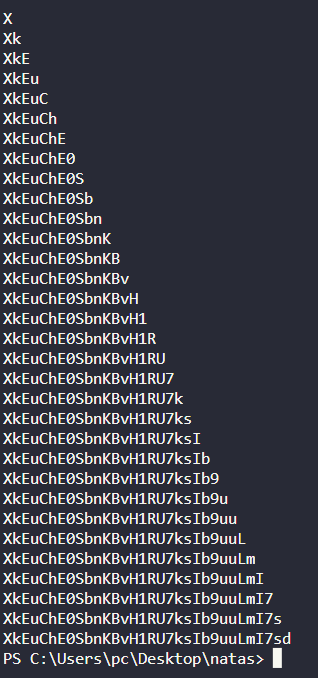 X
Xk
XkE
XkEu
XkEuC
XkEuCh
XkEuChE
XkEuChE0
XkEuChE0S
XkEuChE0Sb
XkEuChE0Sbn
XkEuChE0SbnK
XkEuChE0SbnKB
XkEuChE0SbnKBv
XkEuChE0SbnKBvH
XkEuChE0SbnKBvH1
XkEuChE0SbnKBvH1R
XkEuChE0SbnKBvH1RU
XkEuChE0SbnKBvH1RU7
XkEuChE0SbnKBvH1RU7k
XkEuChE0SbnKBvH1RU7ks
XkEuChE0SbnKBvH1RU7ksI
XkEuChE0SbnKBvH1RU7ksIb
XkEuChE0SbnKBvH1RU7ksIb9
XkEuChE0SbnKBvH1RU7ksIb9u
XkEuChE0SbnKBvH1RU7ksIb9uu
XkEuChE0SbnKBvH1RU7ksIb9uuL
XkEuChE0SbnKBvH1RU7ksIb9uuLm
XkEuChE0SbnKBvH1RU7ksIb9uuLmI
XkEuChE0SbnKBvH1RU7ksIb9uuLmI7
XkEuChE0SbnKBvH1RU7ksIb9uuLmI7s
XkEuChE0SbnKBvH1RU7ksIb9uuLmI7sd
PS C:\Users\pc\Desktop\natas>